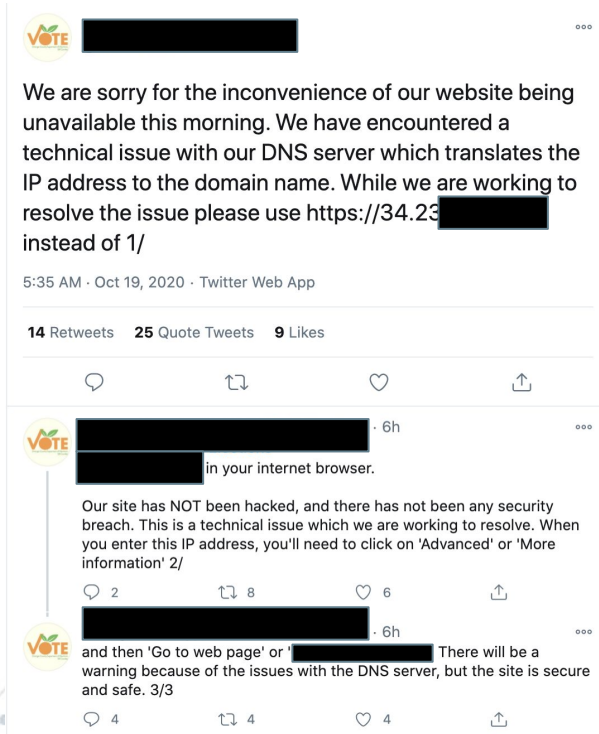 VOTE
We are sorry for the inconvenience of our website being
unavailable this morning. We have encountered a
technical issue with our DNS server which translates the
IP address to the domain name. While we are working to
resolve the issue please use https://34.23
instead of 1/
5:35 AM · Oct 19, 2020 · Twitter Web App
14 Retweets 25 Quote Tweets 9 Likes
VOTE
· 6h
in your internet browser.
Our site has NOT been hacked, and there has not been any security
breach. This is a technical issue which we are working to resolve. When
you enter this IP address, you'll need to click on 'Advanced' or 'More
information' 2/
2 8 6
VOTE
· 6h
and then 'Go to web page' or ' There will be a
warning because of the issues with the DNS server, but the site is secure
and safe. 3/3
4 4 4